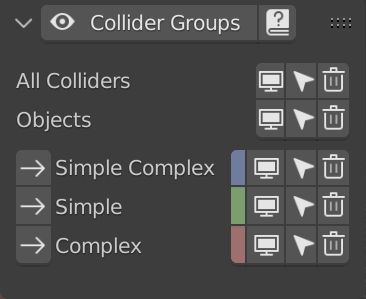 Collider Groups
All Colliders
Objects
Simple Complex
Simple
Complex